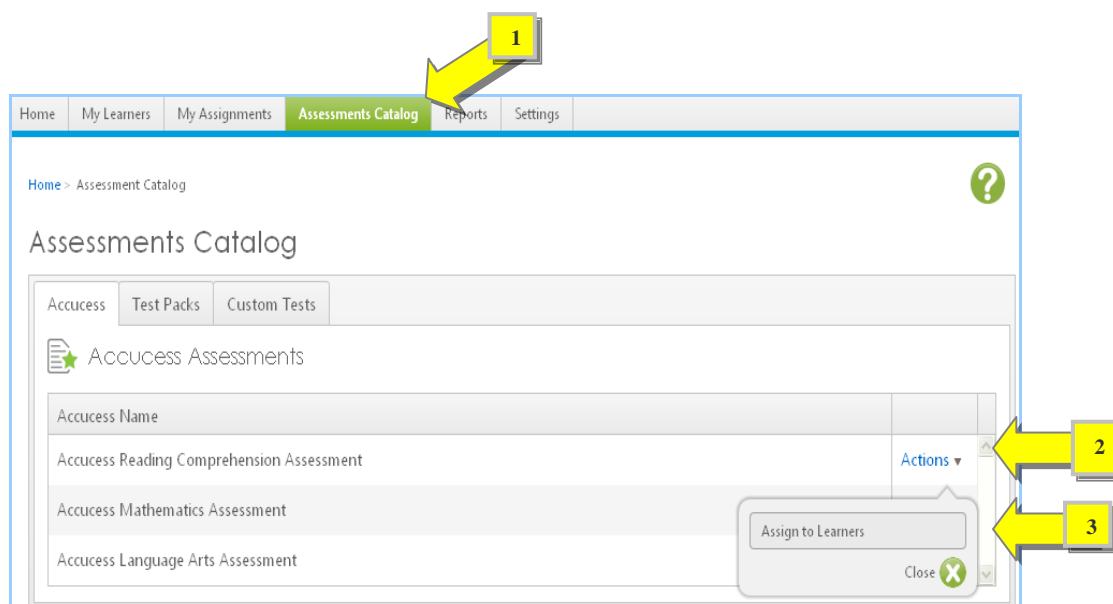 1
Home My Learners My Assignments Assessments Catalog Reports Settings
Home > Assessment Catalog
?
Assessments Catalog
Accucess Test Packs Custom Tests
Accucess Assessments
Accucess Name
Accucess Reading Comprehension Assessment Actions ▾
2
Accucess Mathematics Assessment
Assign to Learners
3
Accucess Language Arts Assessment
Close X